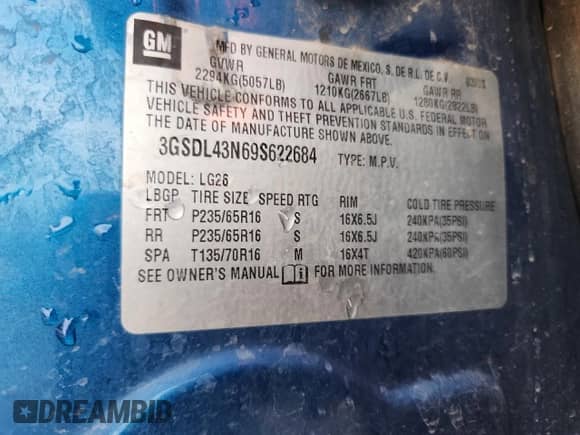 GM
MFD BY GENERAL MOTORS DE MEXICO, S. DE R.L. DE C.V.
GVWR GAWR FRT GAWR RR
2294KG(5057LB) 1210KG(2667LB) 1280KG(2822LB)
THIS VEHICLE CONFORMS TO ALL APPLICABLE U.S. FEDERAL MOTOR
VEHICLE SAFETY AND THEFT PREVENTION STANDARDS IN EFFECT ON
THE DATE OF MANUFACTURE SHOWN ABOVE.
3GSDL43N69S622684 TYPE: M.P.V.
MODEL: LG26
LBGP TIRE SIZE SPEED RTG RIM COLD TIRE PRESSURE
FRT P235/65R16 S 16X6.5J 240KPA(35PSI)
RR P235/65R16 S 16X6.5J 240KPA(35PSI)
SPA T135/70R16 M 16X4T 420KPA(60PSI)
SEE OWNER'S MANUAL FOR MORE INFORMATION.
DREAMBID